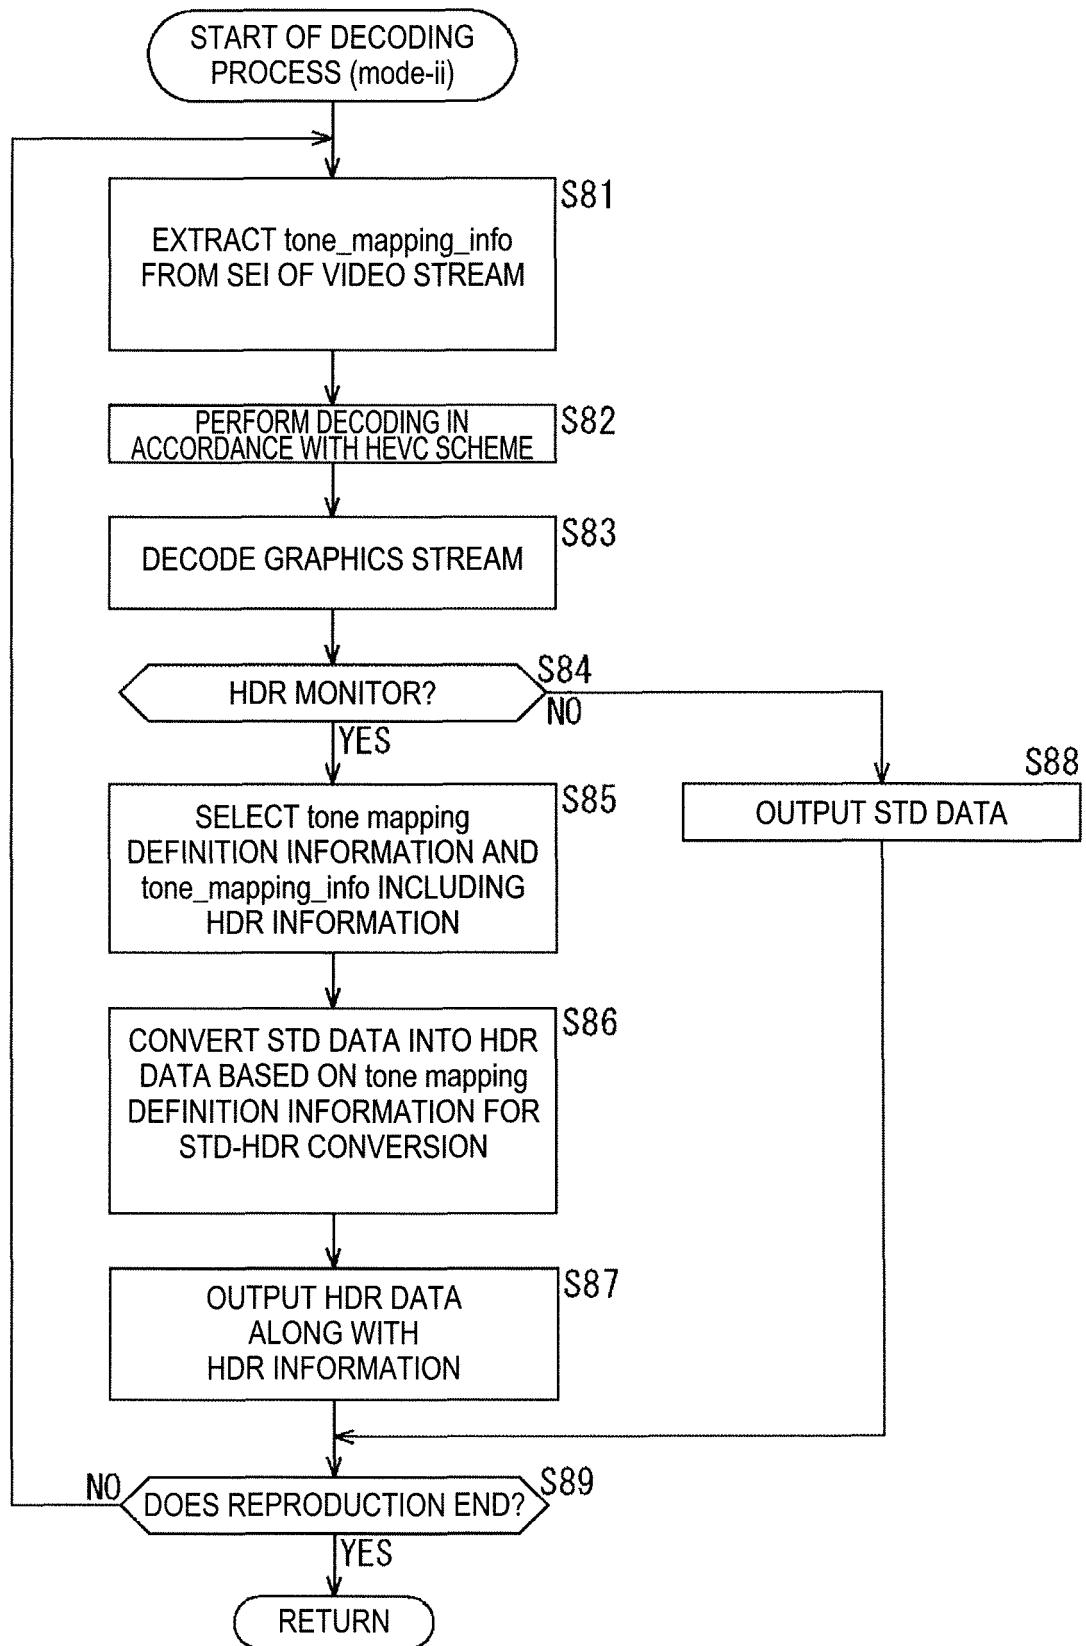 START OF DECODING
PROCESS (mode-ii)
S81
EXTRACT tone_mapping_info
FROM SEI OF VIDEO STREAM
S82
PERFORM DECODING IN
ACCORDANCE WITH HEVC SCHEME
S83
DECODE GRAPHICS STREAM
S84
HDR MONITOR?
NO
YES
S85
SELECT tone mapping
DEFINITION INFORMATION AND
tone_mapping_info INCLUDING
HDR INFORMATION
S88
OUTPUT STD DATA
S86
CONVERT STD DATA INTO HDR
DATA BASED ON tone mapping
DEFINITION INFORMATION FOR
STD-HDR CONVERSION
S87
OUTPUT HDR DATA
ALONG WITH
HDR INFORMATION
S89
NO
DOES REPRODUCTION END?
YES
RETURN